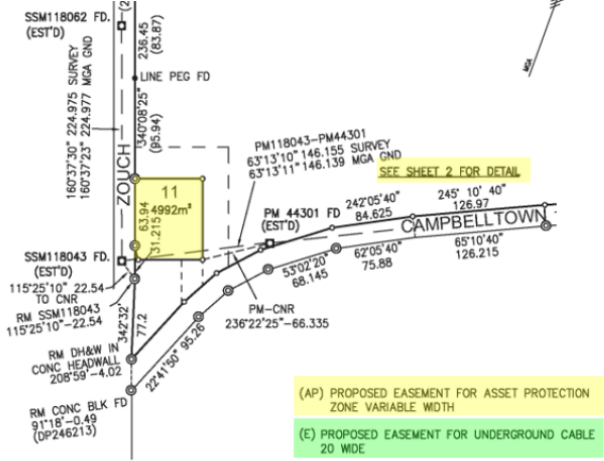 SSM118062 FD.
(EST'D)
236.45
(83.87)
LINE PEG FD
160°37'30" 224.975 SURVEY
160°37'23" 224.977 MGA GND
340°08'25"
(95.94)
ZOUCH
MGA
PM118043-PM44301
63°13'10" 146.155 SURVEY
63°13'11" 146.139 MGA GND
SEE SHEET 2 FOR DETAIL
11
4992m²
63.94
31.215
PM 44301 FD
(EST'D)
242°05'40"
84.625
245° 10' 40"
126.97
CAMPBELLTOWN
SSM118043 FD.
(EST'D)
115°25'10" 22.54
TO CNR
RM SSM118043
115°25'10"-22.54
53°02'20"
68.145
62°05'40"
75.88
65°10'40"
126.215
PM-CNR
236°22'25"-66.335
342°32'
77.2
RM DH&W IN
CONC HEADWALL
208°59'-4.02
22°41'50" 95.26
RM CONC BLK FD
91°18'-0.49
(DP246213)
(AP) PROPOSED EASEMENT FOR ASSET PROTECTION
ZONE VARIABLE WIDTH
(E) PROPOSED EASEMENT FOR UNDERGROUND CABLE
20 WIDE